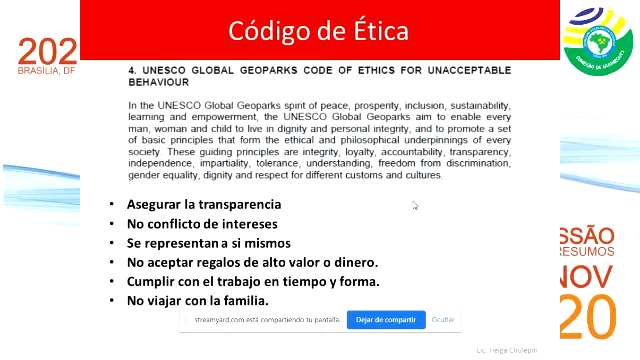 Código de Ética
202
BRASÍLIA, DF
COMISSÃO DE GEOPARQUES
4. UNESCO GLOBAL GEOPARKS CODE OF ETHICS FOR UNACCEPTABLE
BEHAVIOUR
In the UNESCO Global Geoparks spirit of peace, prosperity, inclusion, sustainability,
learning and empowerment, the UNESCO Global Geoparks aim to enable every
man, woman and child to live in dignity and personal integrity, and to promote a set
of basic principles that form the ethical and philosophical underpinnings of every
society. These guiding principles are integrity, loyalty, accountability, transparency,
independence, impartiality, tolerance, understanding, freedom from discrimination,
gender equality, dignity and respect for different customs and cultures.
• Asegurar la transparencia
• No conflicto de intereses
• Se representan a si mismos
• No aceptar regalos de alto valor o dinero.
• Cumplir con el trabajo en tiempo y forma.
• No viajar con la familia.
SSÃO
RESUMOS
NOV
20
streamyard.com está compartiendo tu pantalla.
Dejar de compartir
Ocultar
Lic. Helga Chulepin